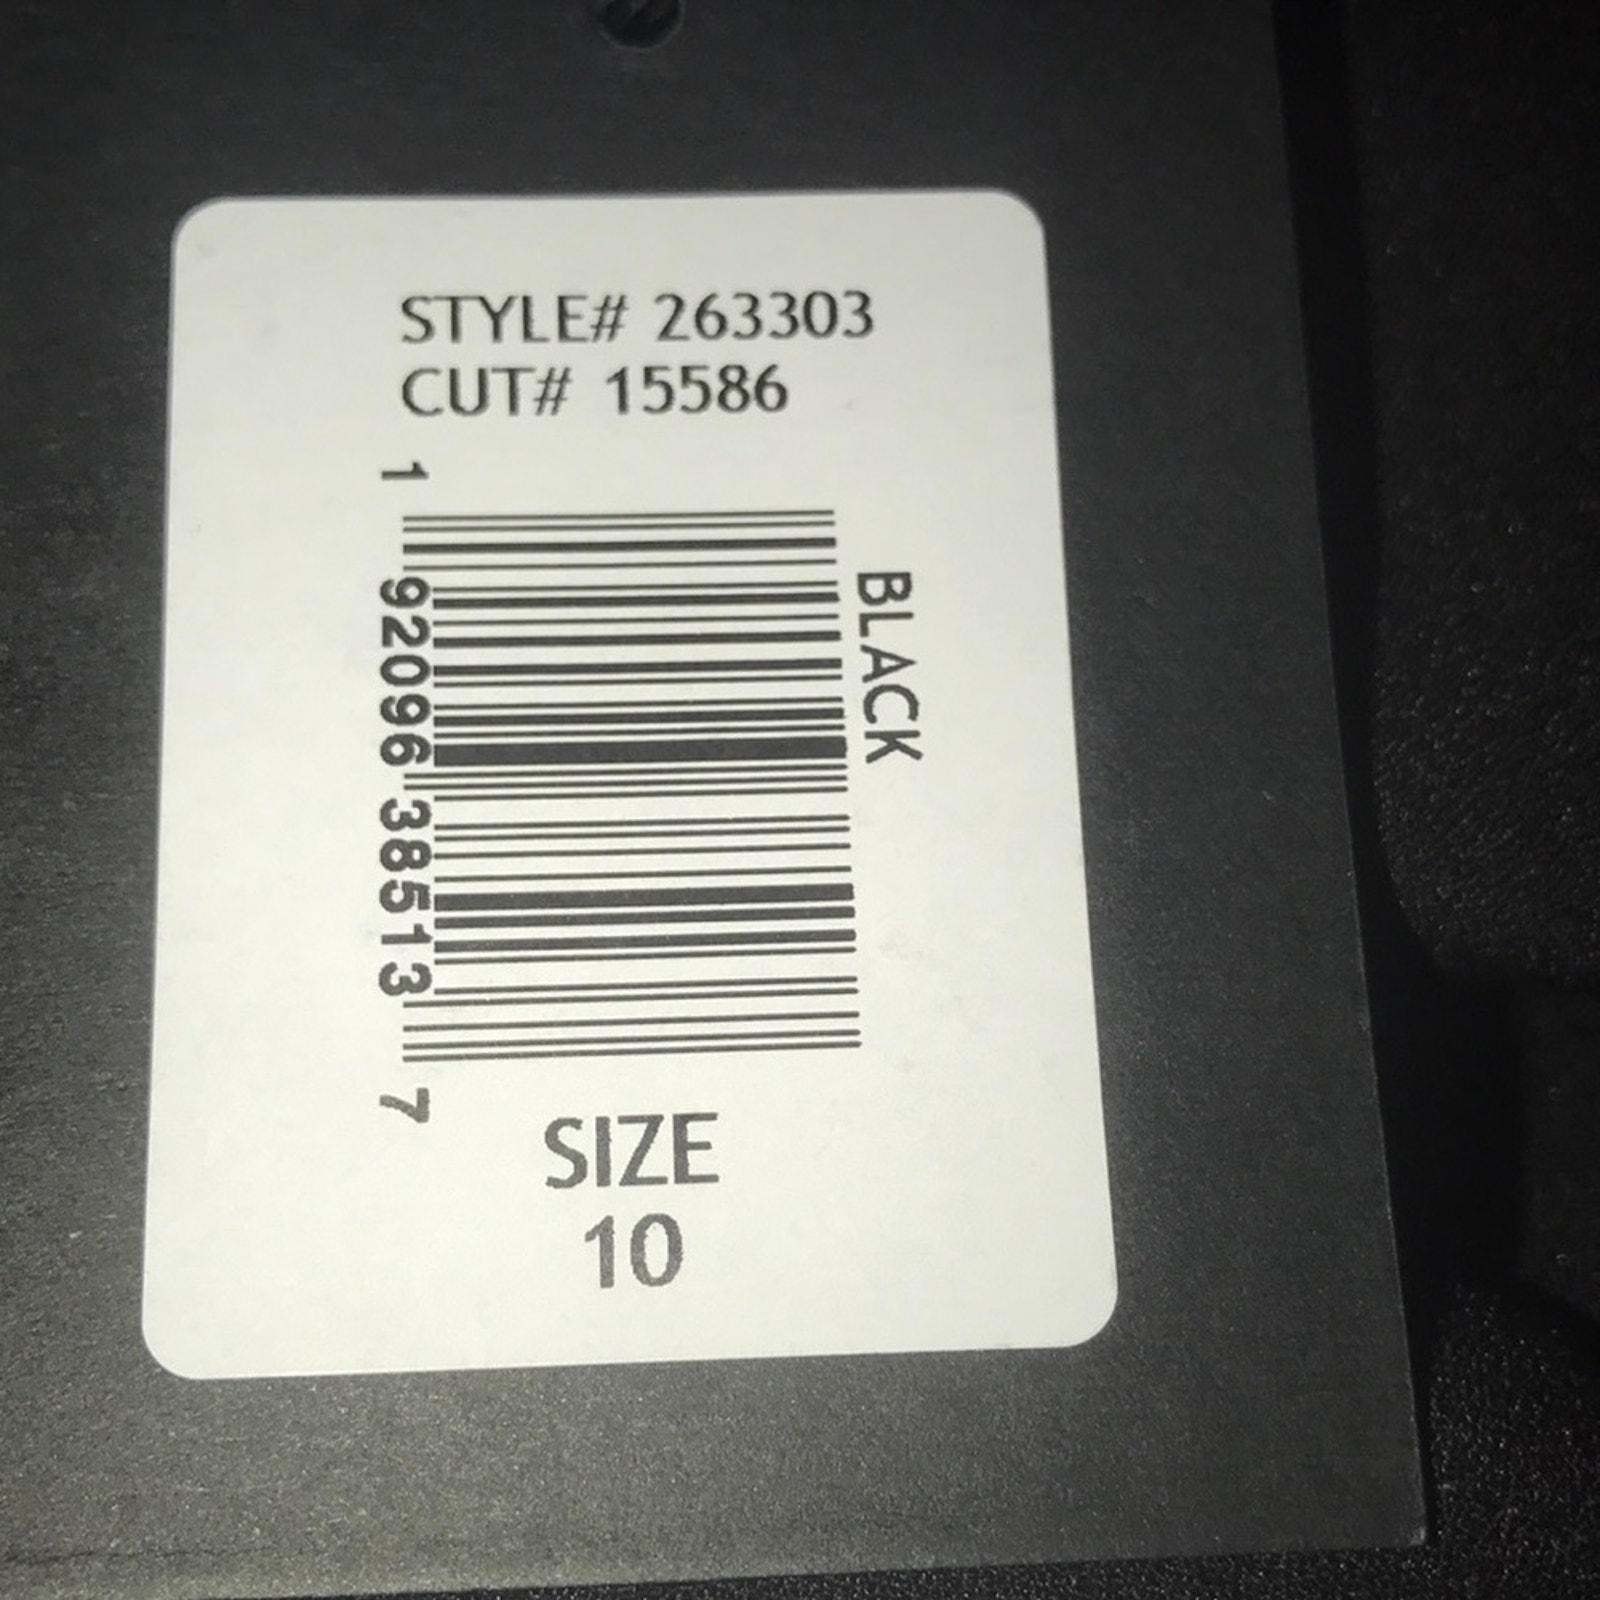 STYLE# 263303
CUT# 15586
1 92096 38513 7
BLACK
SIZE
10